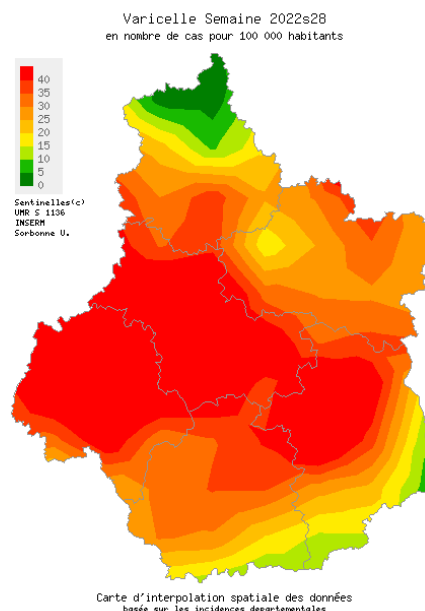 Varicelle Semaine 2022s28
en nombre de cas pour 100 000 habitants
40
35
30
25
20
15
10
5
0
Sentinelles(c)
UMR S 1136
INSERM
Sorbonne U.
Carte d'interpolation spatiale des données
basée sur les incidences departementales